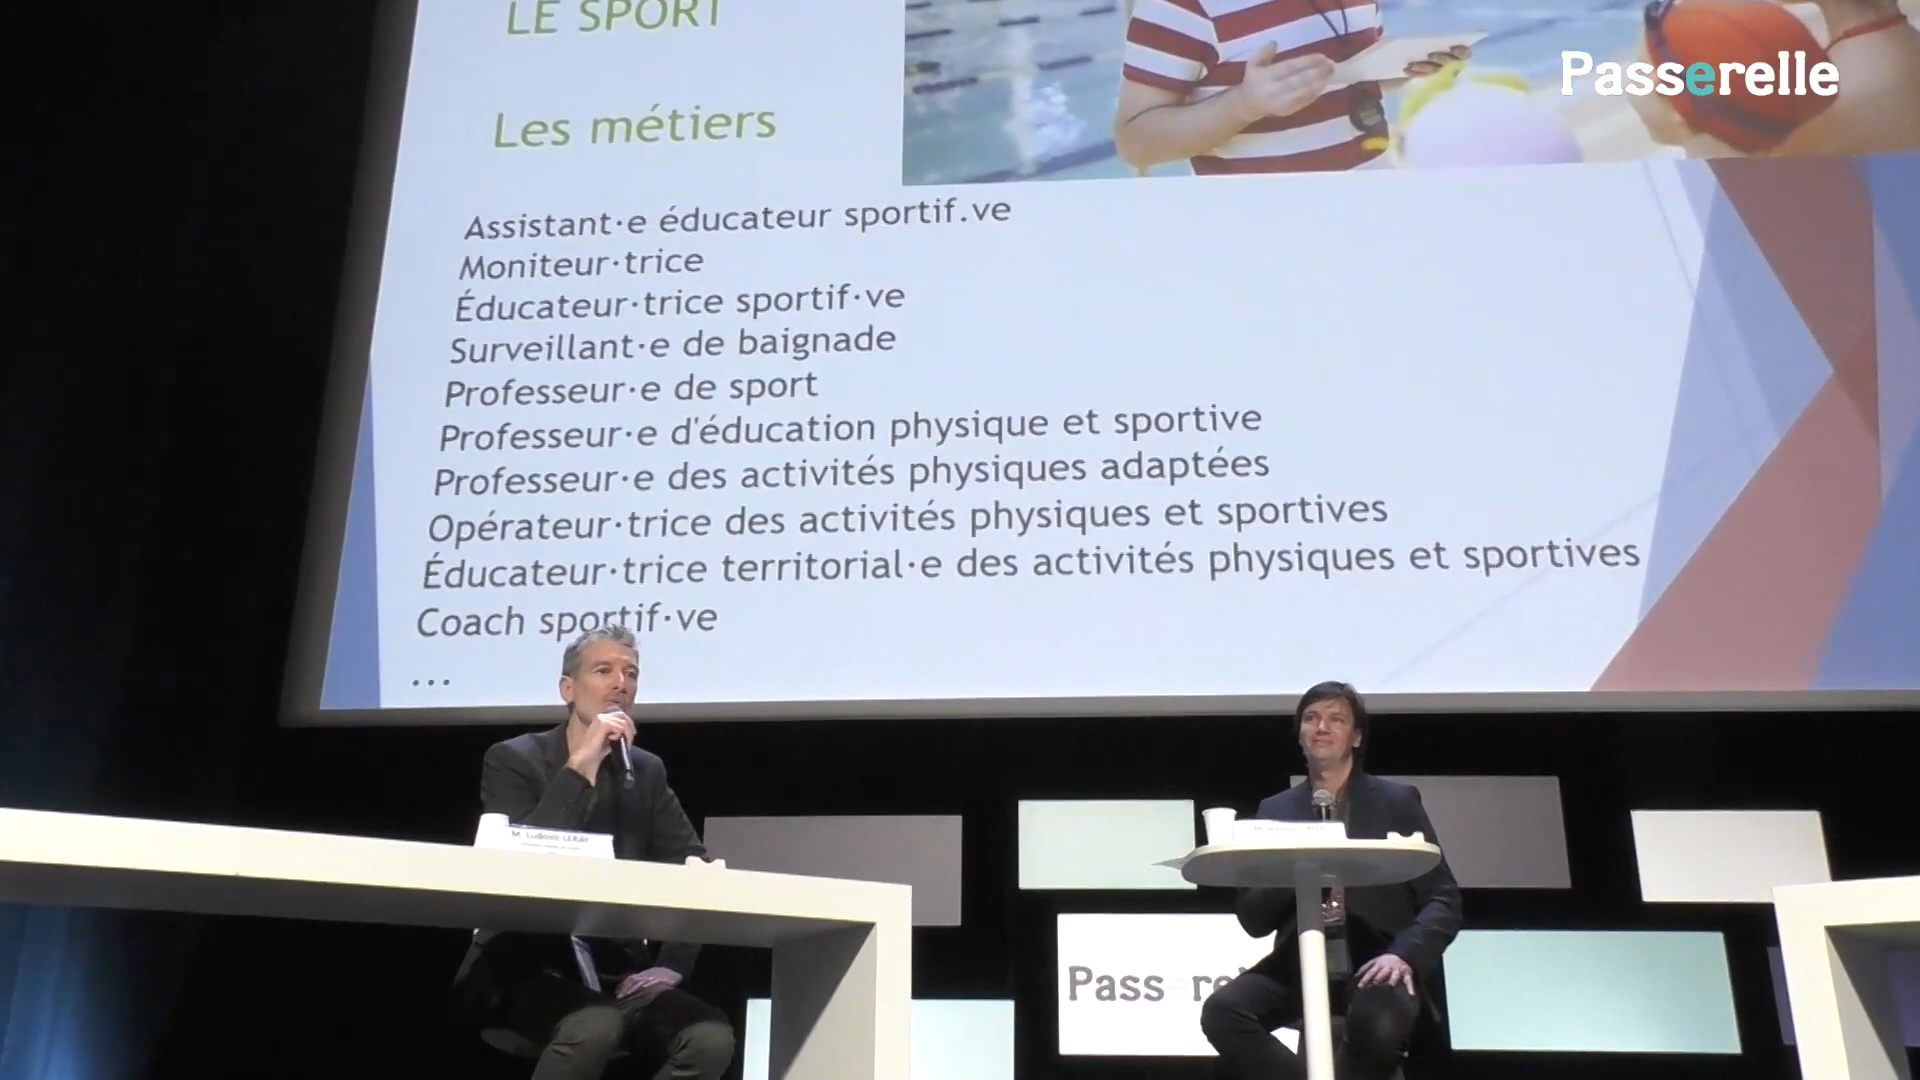 LE SPORT
Passerelle
Les métiers
Assistant·e éducateur sportif.ve
Moniteur·trice
Éducateur·trice sportif·ve
Surveillant·e de baignade
Professeur·e de sport
Professeur·e d'éducation physique et sportive
Professeur·e des activités physiques adaptées
Opérateur·trice des activités physiques et sportives
Éducateur·trice territorial·e des activités physiques et sportives
Coach sportif·ve
...
M. Ludovic LERAY
M.
Pass re